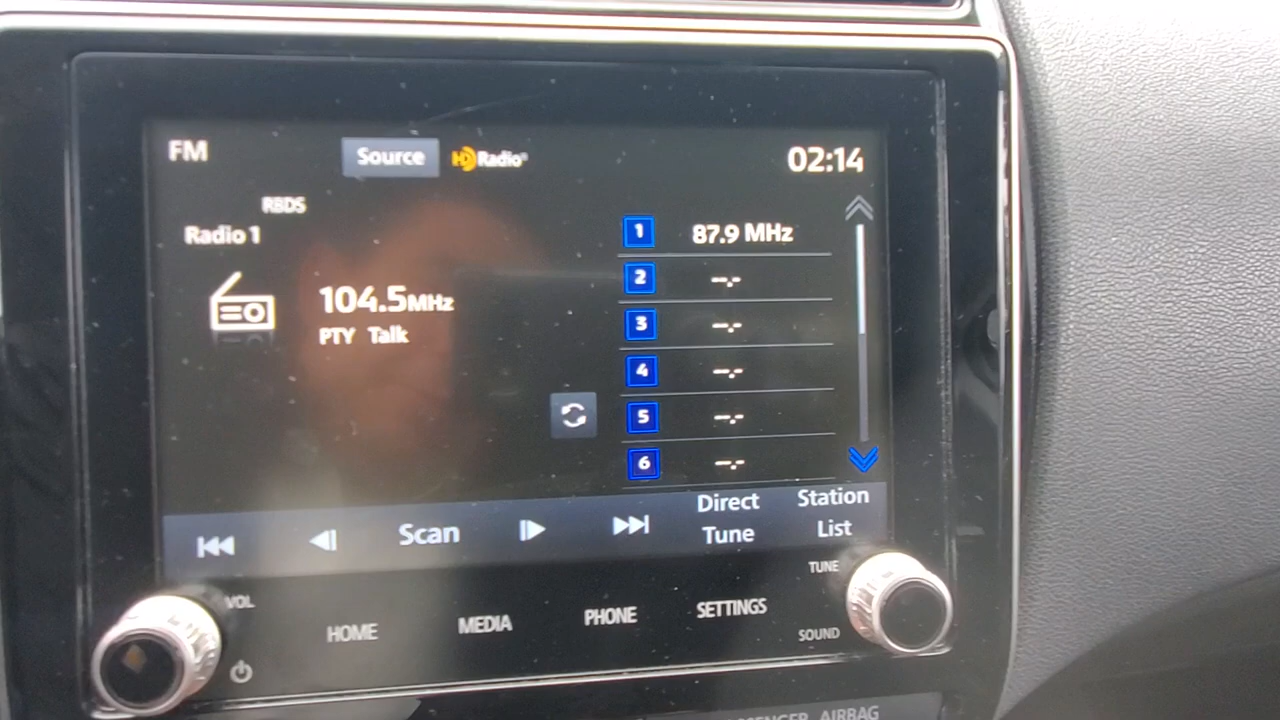 FM
Source
HD Radio®
02:14
RBDS
Radio 1
104.5MHz
PTY Talk
1 87.9 MHz
2 --.-
3 --.-
4 --.-
5 --.-
6 --.-
Scan
Direct
Tune
Station
List
VOL
HOME
MEDIA
PHONE
SETTINGS
TUNE
SOUND
AIRBAG